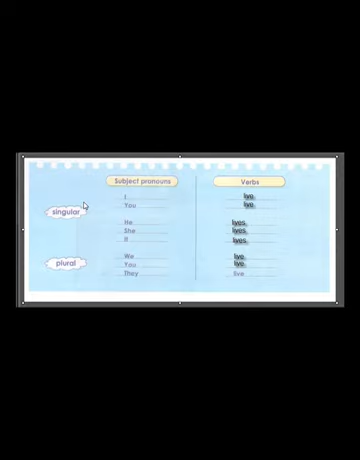 Subject pronouns Verbs
I live
You live
singular
He lives
She lives
It lives
We live
plural
You live
They live